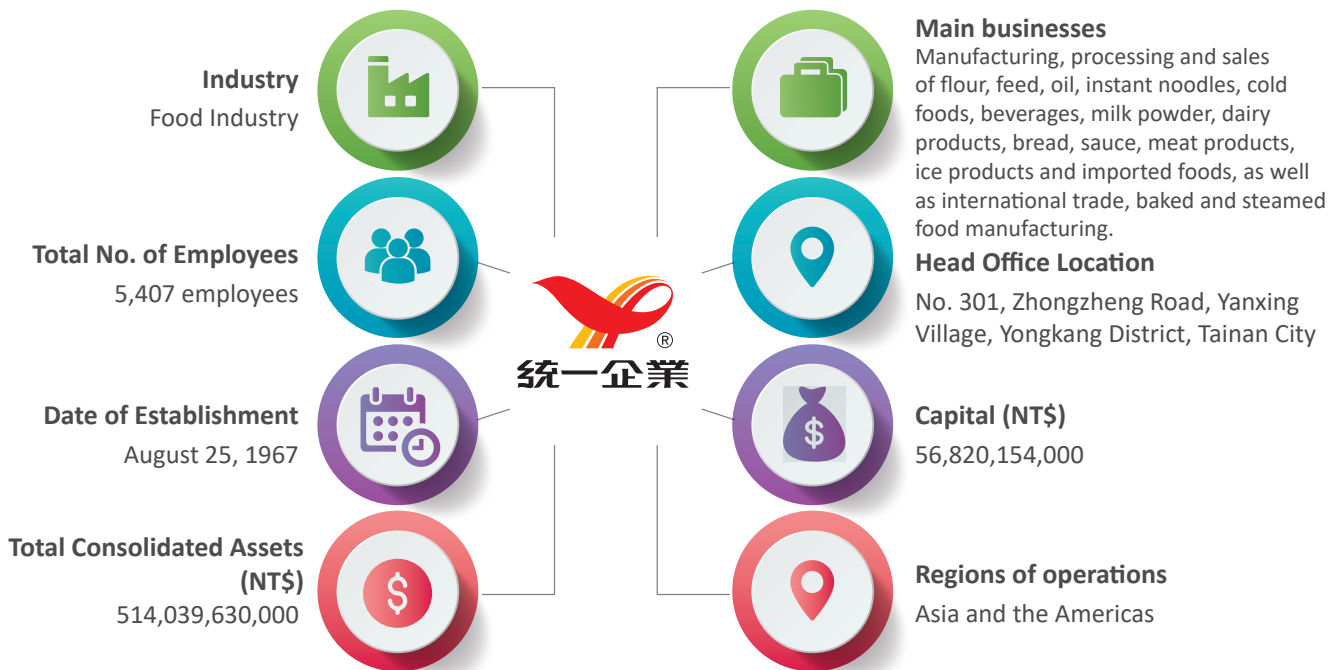 Industry
Food Industry
Total No. of Employees
5,407 employees
Date of Establishment
August 25, 1967
Total Consolidated Assets
(NT$)
514,039,630,000
$
®
統一企業
Main businesses
Manufacturing, processing and sales
of flour, feed, oil, instant noodles, cold
foods, beverages, milk powder, dairy
products, bread, sauce, meat products,
ice products and imported foods, as well
as international trade, baked and steamed
food manufacturing.
Head Office Location
No. 301, Zhongzheng Road, Yanxing
Village, Yongkang District, Tainan City
$
Capital (NT$)
56,820,154,000
Regions of operations
Asia and the Americas